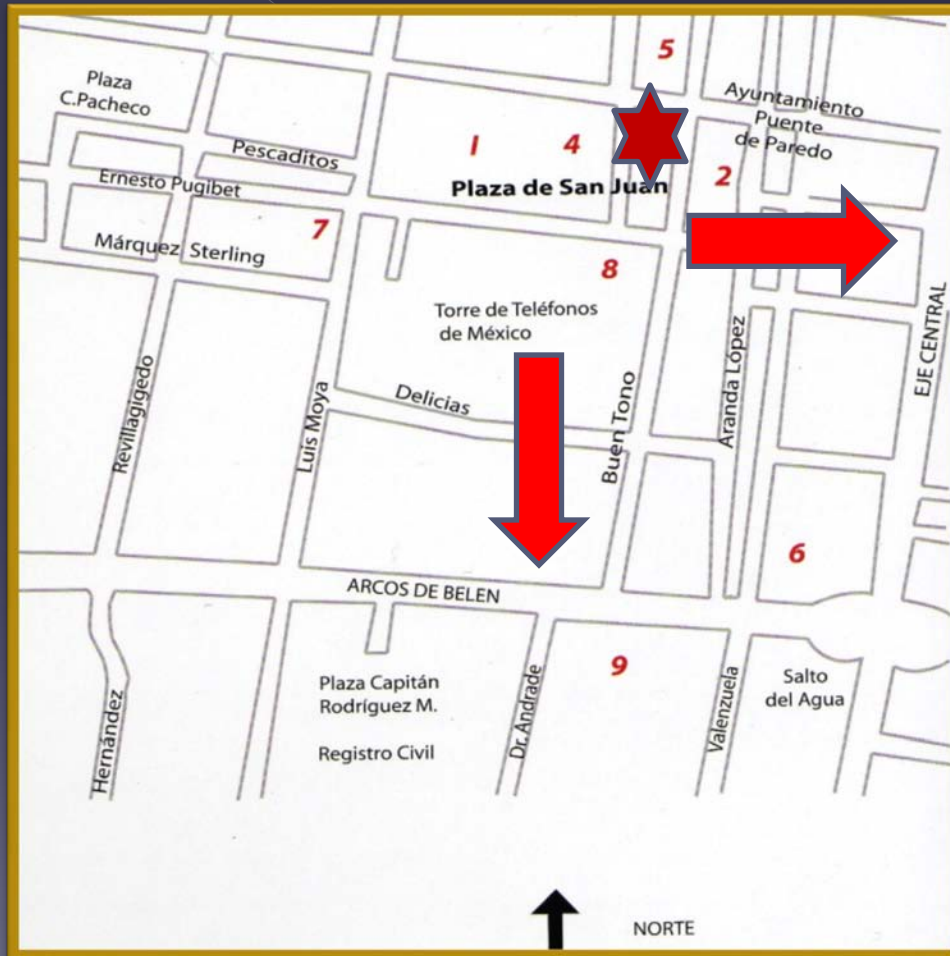 5
Plaza
C.Pacheco
Ayuntamiento
Puente
de Paredo
Pescaditos
I
4
Plaza de San Juan
2
Ernesto Pugibet
7
Márquez Sterling
8
Torre de Teléfonos
de México
EJE CENTRAL
Revillagigedo
Luis Moya
Delicias
Buen Tono
Aranda López
6
ARCOS DE BELEN
9
Plaza Capitán
Rodríguez M.
Registro Civil
Hernández
Dr. Andrade
Valenzuela
Salto
del Agua
NORTE